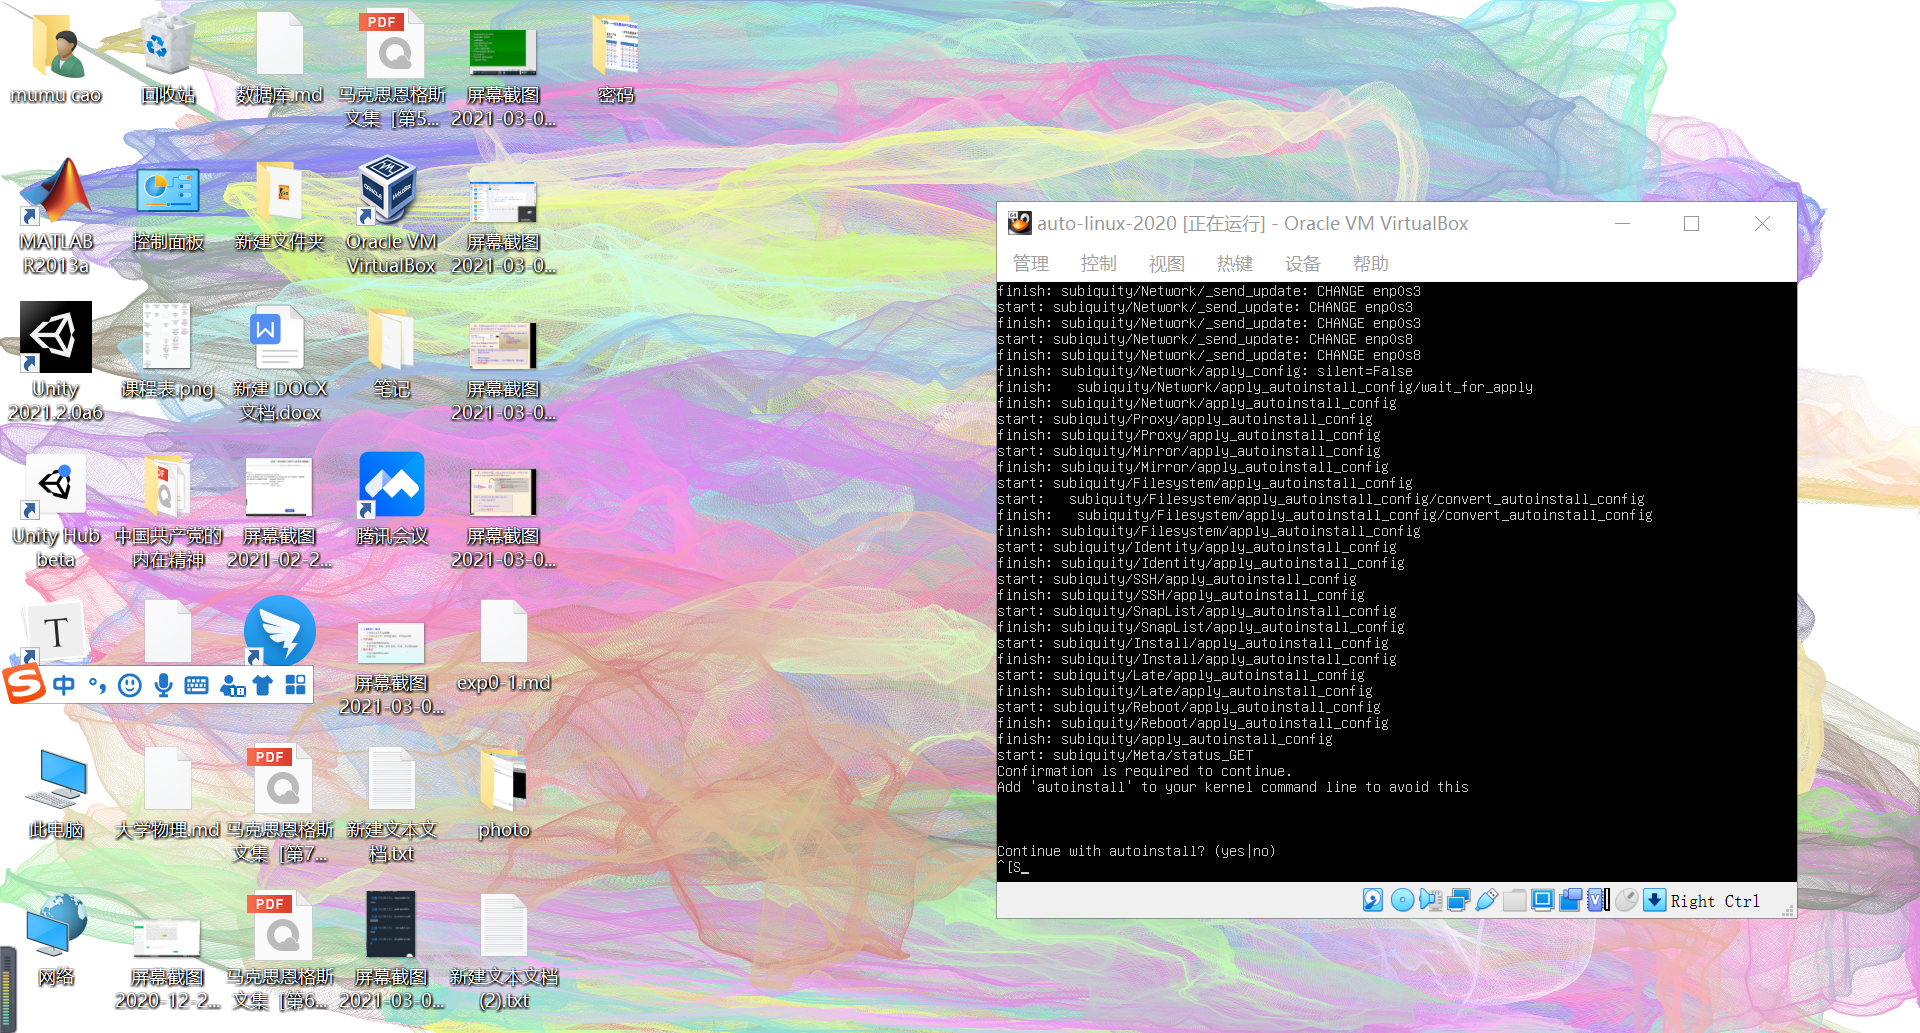 mumu cao
回收站
数据库.md
PDF
马克思恩格斯
文集［第5...
屏幕截图
2021-03-0...
密码
MATLAB
R2013a
控制面板
新建文件夹
Oracle VM
VirtualBox
屏幕截图
2021-03-0...
Unity
2021.2.0a6
课程表.png
W
新建 DOCX
文档.docx
笔记
屏幕截图
2021-03-0...
Unity Hub
beta
中国共产党的
内在精神
屏幕截图
2021-02-2...
腾讯会议
屏幕截图
2021-03-0...
T
S 中
屏幕截图
2021-03-0...
exp0-1.md
此电脑
大学物理.md
PDF
马克思恩格斯
文集［第7...
新建文本文
档.txt
photo
网络
屏幕截图
2020-12-2...
PDF
马克思恩格斯
文集［第6...
屏幕截图
2021-03-0...
新建文本文档
(2).txt
auto-linux-2020 [正在运行] - Oracle VM VirtualBox
管理 控制 视图 热键 设备 帮助
finish: subiquity/Network/_send_update: CHANGE enp0s3
start: subiquity/Network/_send_update: CHANGE enp0s3
finish: subiquity/Network/_send_update: CHANGE enp0s3
start: subiquity/Network/_send_update: CHANGE enp0s8
finish: subiquity/Network/_send_update: CHANGE enp0s8
finish: subiquity/Network/apply_config: silent=False
finish:   subiquity/Network/apply_autoinstall_config/wait_for_apply
finish: subiquity/Network/apply_autoinstall_config
start: subiquity/Proxy/apply_autoinstall_config
finish: subiquity/Proxy/apply_autoinstall_config
start: subiquity/Mirror/apply_autoinstall_config
finish: subiquity/Mirror/apply_autoinstall_config
start: subiquity/Filesystem/apply_autoinstall_config
start:   subiquity/Filesystem/apply_autoinstall_config/convert_autoinstall_config
finish:   subiquity/Filesystem/apply_autoinstall_config/convert_autoinstall_config
finish: subiquity/Filesystem/apply_autoinstall_config
start: subiquity/Identity/apply_autoinstall_config
finish: subiquity/Identity/apply_autoinstall_config
start: subiquity/SSH/apply_autoinstall_config
finish: subiquity/SSH/apply_autoinstall_config
start: subiquity/SnapList/apply_autoinstall_config
finish: subiquity/SnapList/apply_autoinstall_config
start: subiquity/Install/apply_autoinstall_config
finish: subiquity/Install/apply_autoinstall_config
start: subiquity/Late/apply_autoinstall_config
finish: subiquity/Late/apply_autoinstall_config
start: subiquity/Reboot/apply_autoinstall_config
finish: subiquity/Reboot/apply_autoinstall_config
finish: subiquity/apply_autoinstall_config
start: subiquity/Meta/status_GET
Confirmation is required to continue.
Add 'autoinstall' to your kernel command line to avoid this
Continue with autoinstall? (yes|no)
^[S_
Right Ctrl